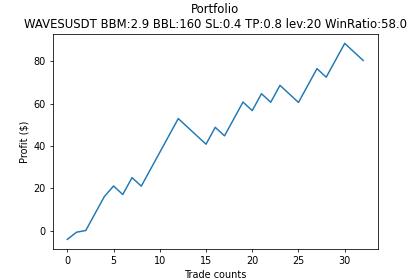 Portfolio
WAVESUSDT BBM:2.9 BBL:160 SL:0.4 TP:0.8 lev:20 WinRatio:58.0
80
60
40
20
0
Profit ($)
0 5 10 15 20 25 30
Trade counts